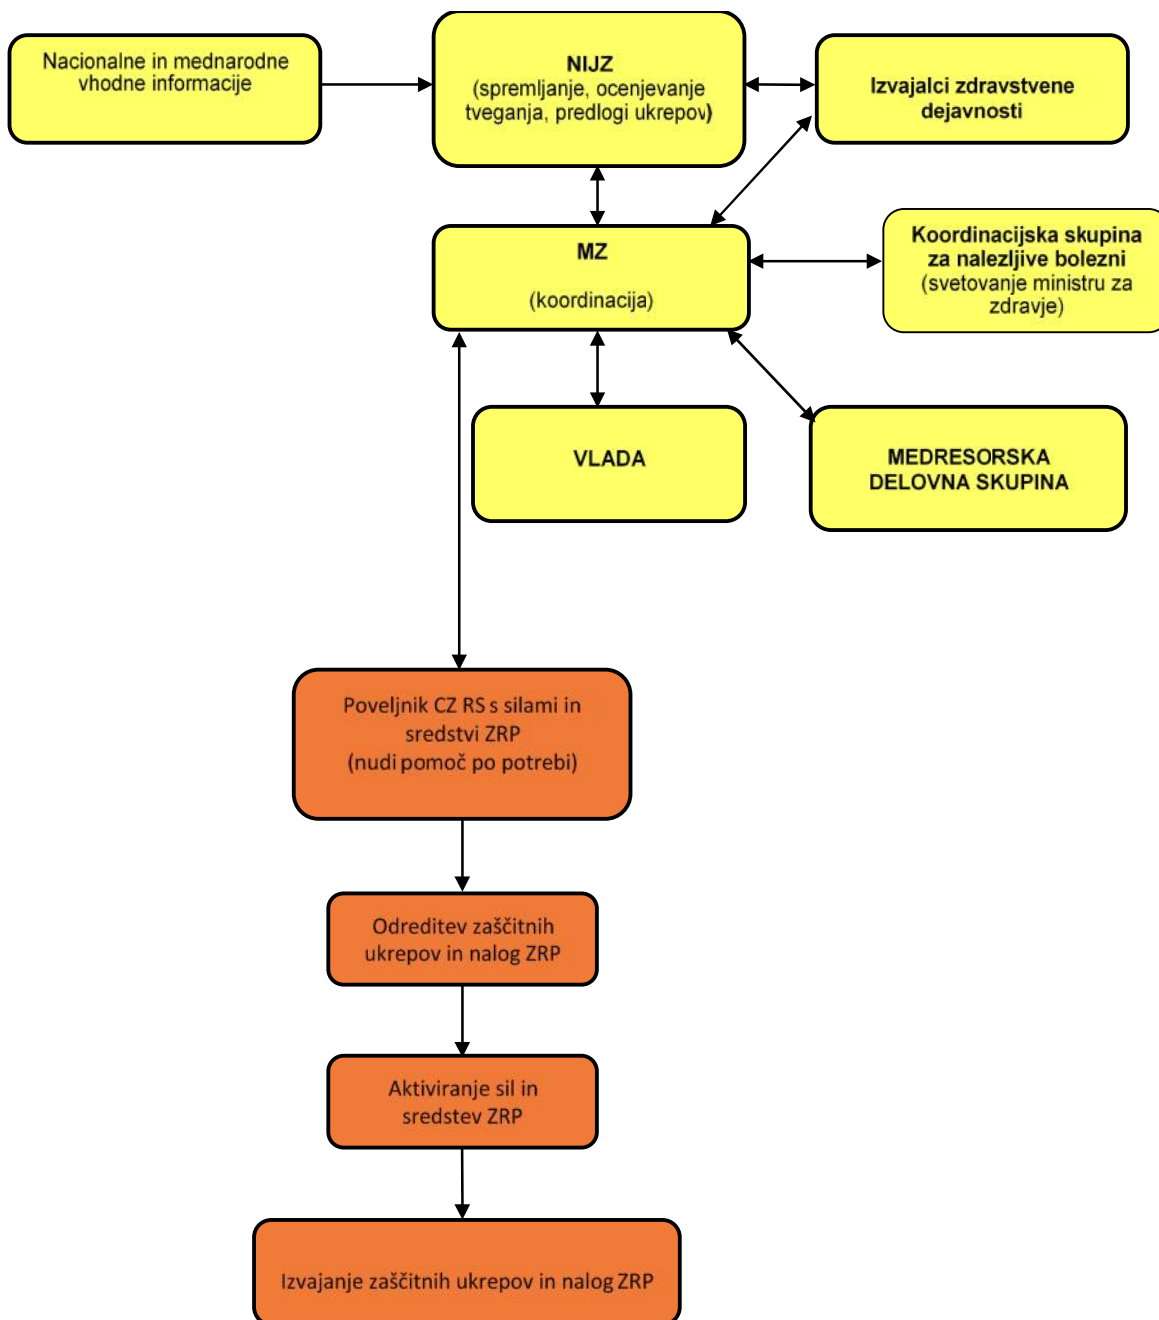 Nacionalne in mednarodne
vhodne informacije
NIJZ
(spremljanje, ocenjevanje
tveganja, predlogi ukrepov)
Izvajalci zdravstvene
dejavnosti
MZ
(koordinacija)
Koordinacijska skupina
za nalezljive bolezni
(svetovanje ministru za
zdravje)
VLADA
MEDRESORSKA
DELOVNA SKUPINA
Poveljnik CZ RS s silami in
sredstvi ZRP
(nudi pomoč po potrebi)
Odreditev zaščitnih
ukrepov in nalog ZRP
Aktiviranje sil in
sredstev ZRP
Izvajanje zaščitnih ukrepov in nalog ZRP